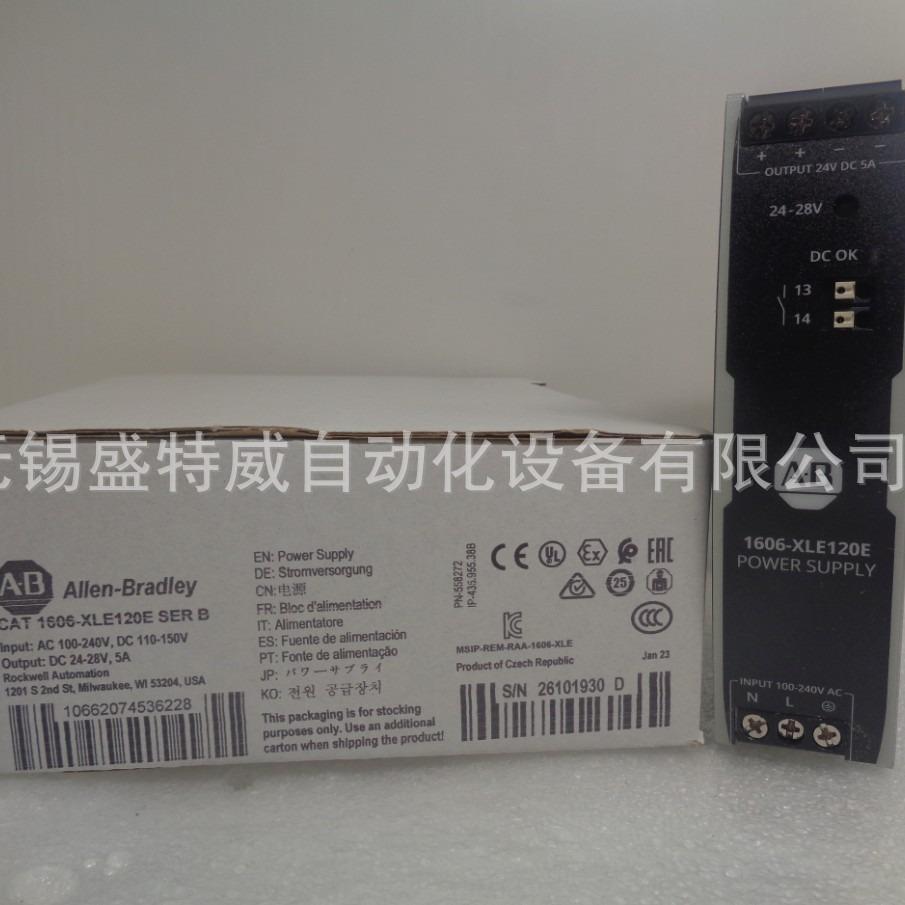 + + − −
OUTPUT 24V DC 5A
24-28V
DC OK
13
14
A-B
1606-XLE120E
POWER SUPPLY
INPUT 100-240V AC
N L
无锡盛特威自动化设备有限公司
A-B Allen-Bradley
CAT 1606-XLE120E SER B
Input: AC 100-240V, DC 110-150V
Output: DC 24-28V, 5A
Rockwell Automation
1201 S 2nd St, Milwaukee, WI 53204, USA
10662074536228
EN: Power Supply
DE: Stromversorgung
CN:电源
FR: Bloc d'alimentation
IT: Alimentatore
ES: Fuente de alimentación
PT: Fonte de alimentação
JP: パワーサプライ
KO: 전원 공급장치
This packaging is for stocking
purposes only. Use an additional
carton when shipping the product!
PN-558272
IP-435.955.38B
CE UL Ex EAC
25
CCC
MSIP-REM-RAA-1606-XLE
Product of Czech Republic
Jan 23
S/N 26101930 D